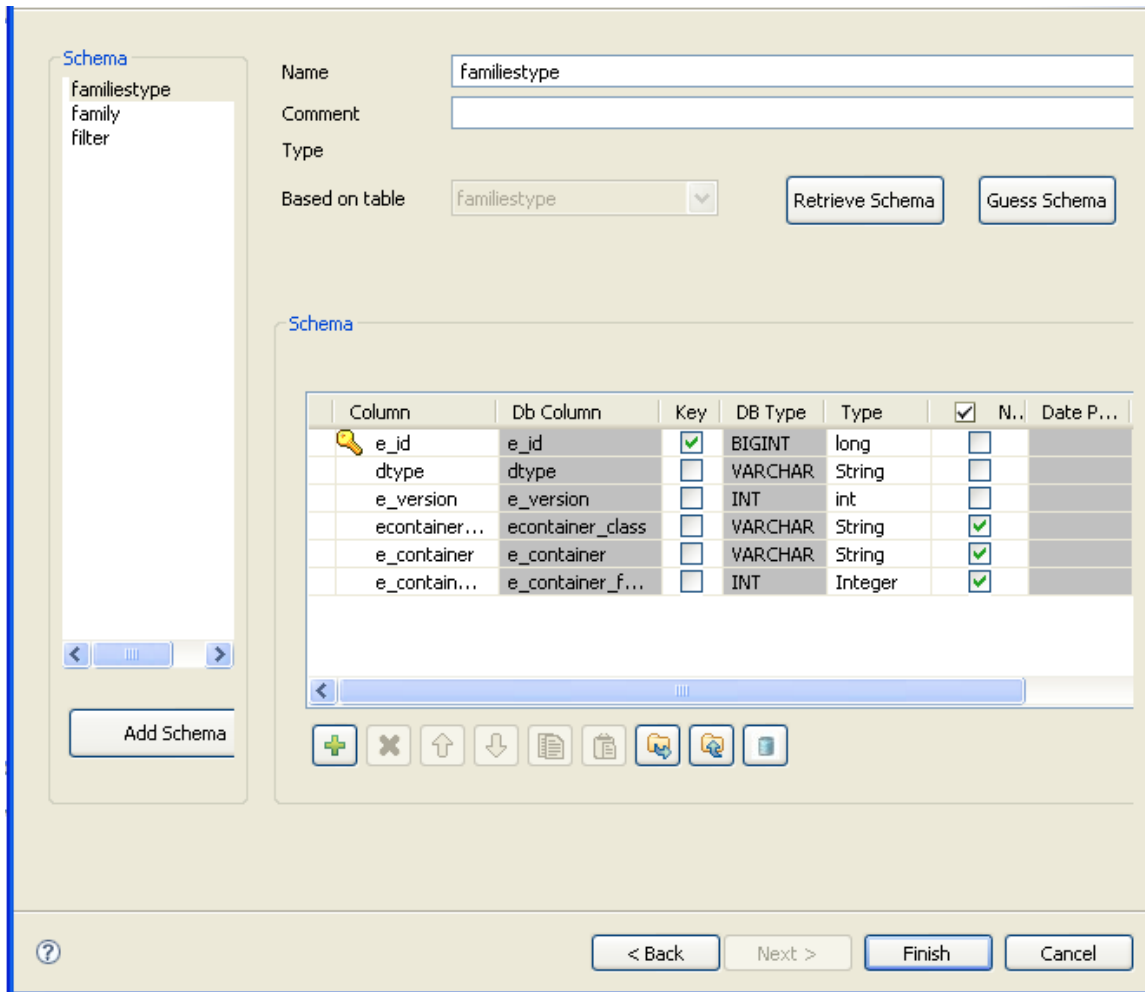 Schema
familiestype
family
filter
Add Schema
Name familiestype
Comment
Type
Based on table familiestype Retrieve Schema Guess Schema
Schema
Column Db Column Key DB Type Type N.. Date P...
e_id e_id BIGINT long
dtype dtype VARCHAR String
e_version e_version INT int
econtainer... econtainer_class VARCHAR String
e_container e_container VARCHAR String
e_contain... e_container_f... INT Integer
< Back Next > Finish Cancel